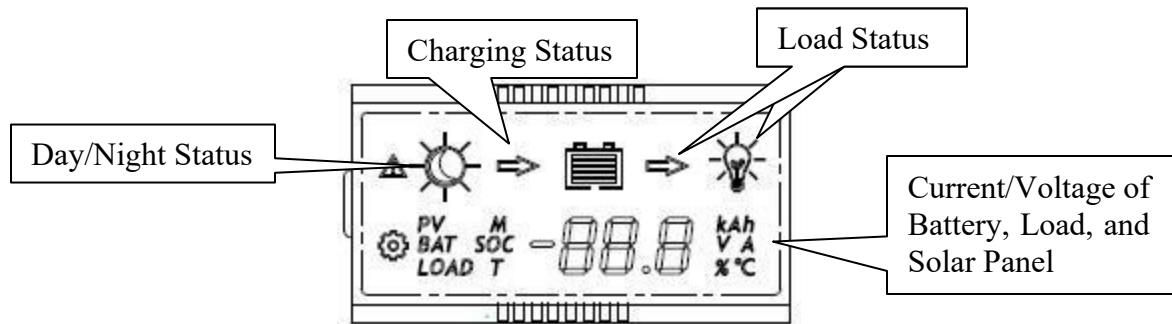 Charging Status
Load Status
Day/Night Status
Current/Voltage of
Battery, Load, and
Solar Panel
PV M
BAT SOC -88.8 kAh
LOAD T V A
% °C